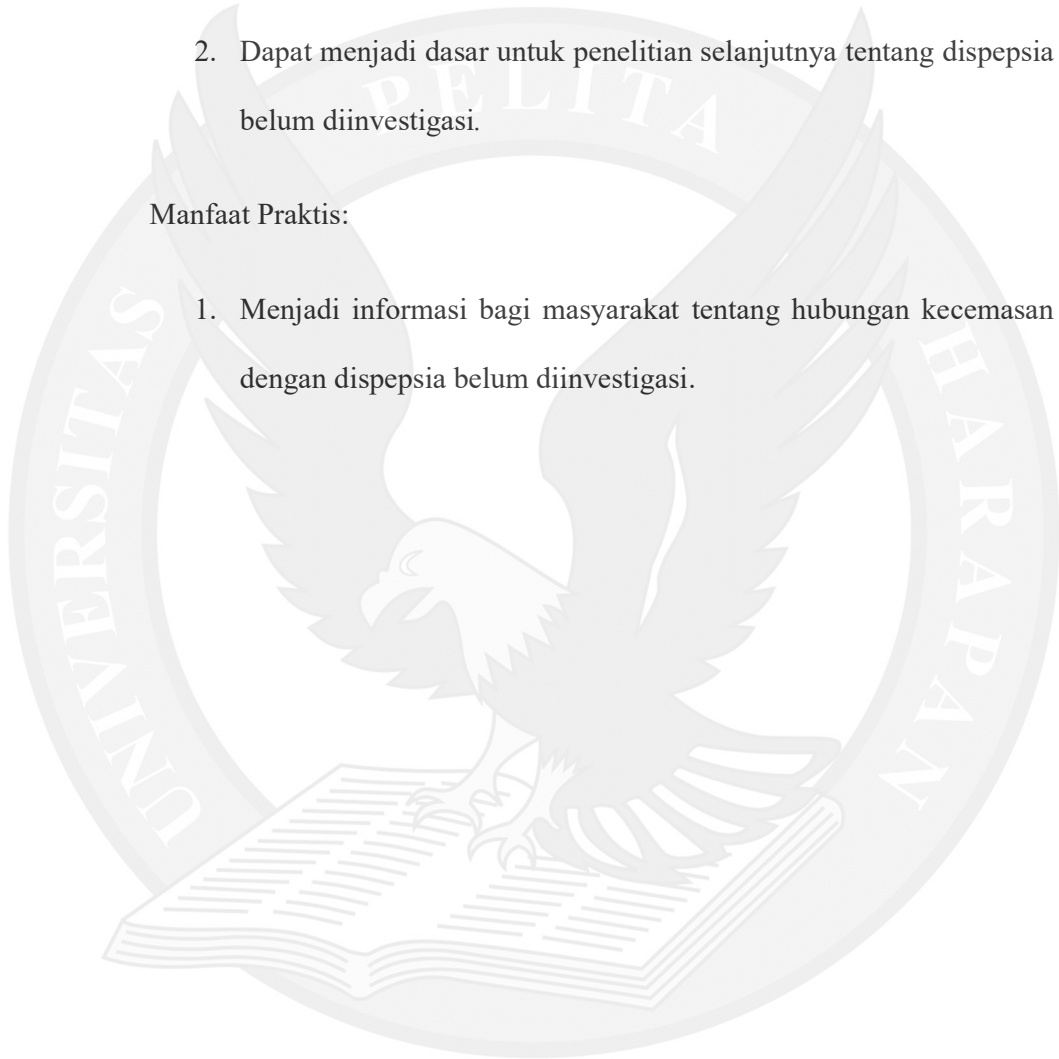 2. Dapat menjadi dasar untuk penelitian selanjutnya tentang dispepsia
belum diinvestigasi.
Manfaat Praktis:
1. Menjadi informasi bagi masyarakat tentang hubungan kecemasan
dengan dispepsia belum diinvestigasi.
UNIVERSITAS PELITA HARAPAN